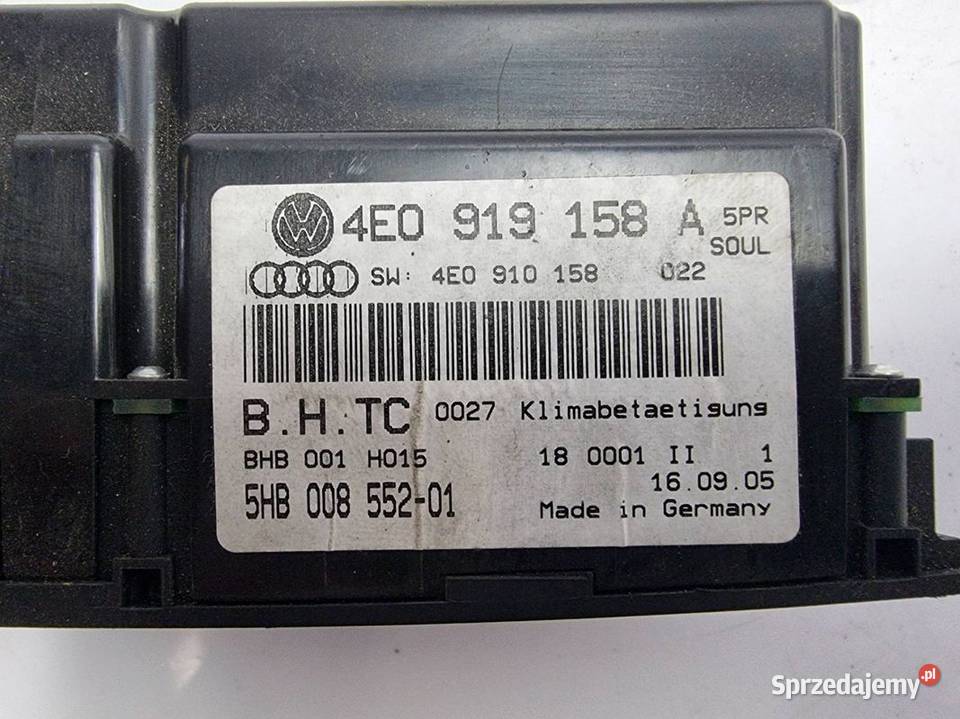 4E0 919 158 A 5PR
SOUL
SW: 4E0 910 158 022
B.H.TC 0027 Klimabetaetigung
BHB 001 H015 18 0001 II 1
16.09.05
5HB 008 552-01 Made in Germany
Sprzedajemy.pl